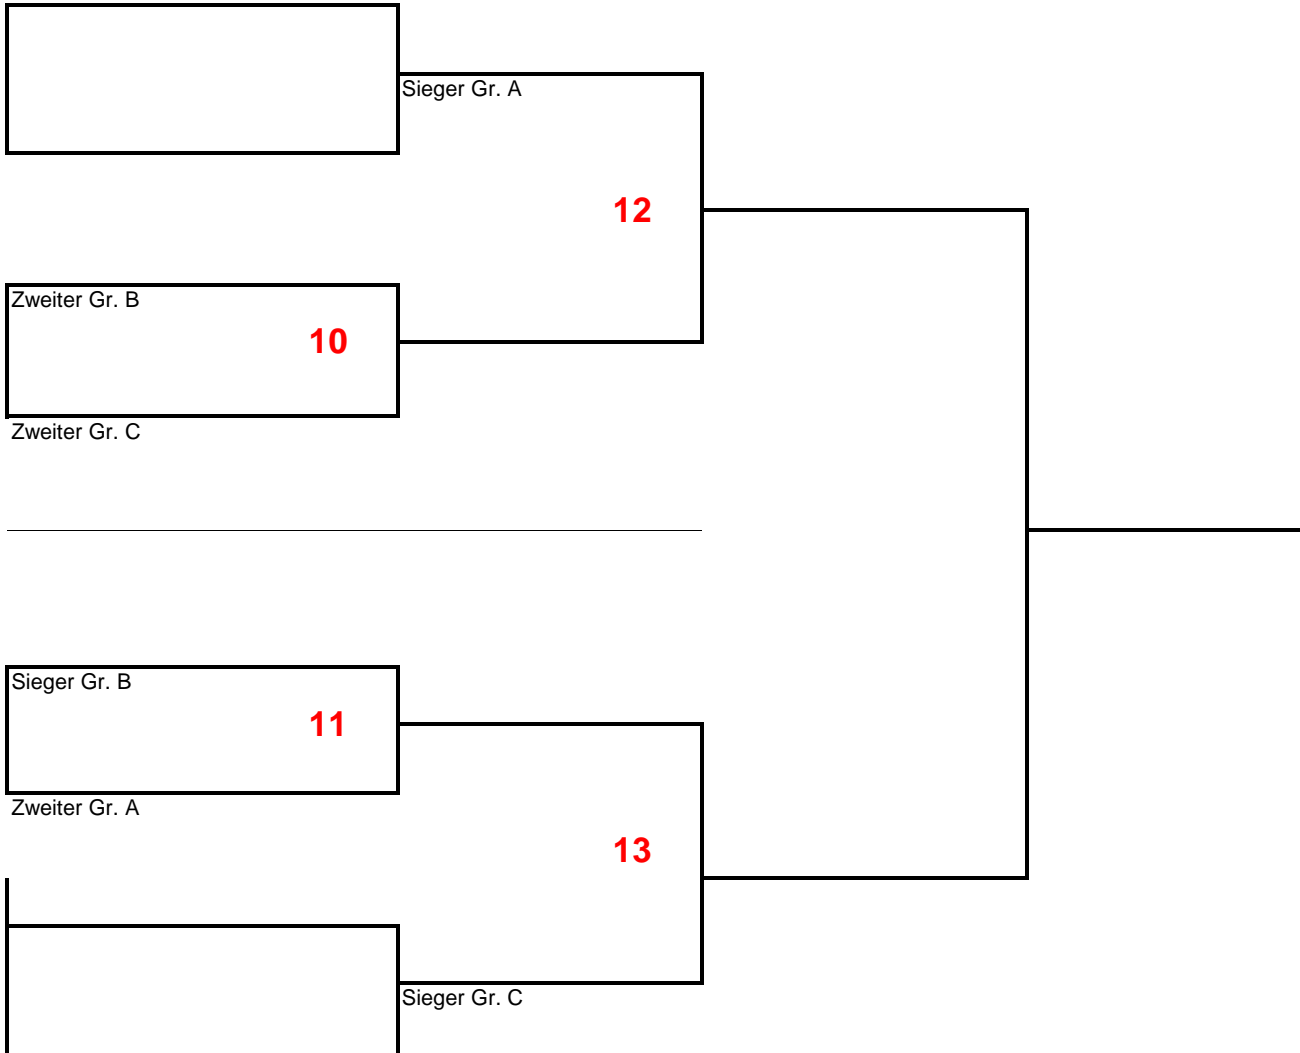 Sieger Gr. A
12
Zweiter Gr. B
10
Zweiter Gr. C
Sieger Gr. B
11
Zweiter Gr. A
13
Sieger Gr. C